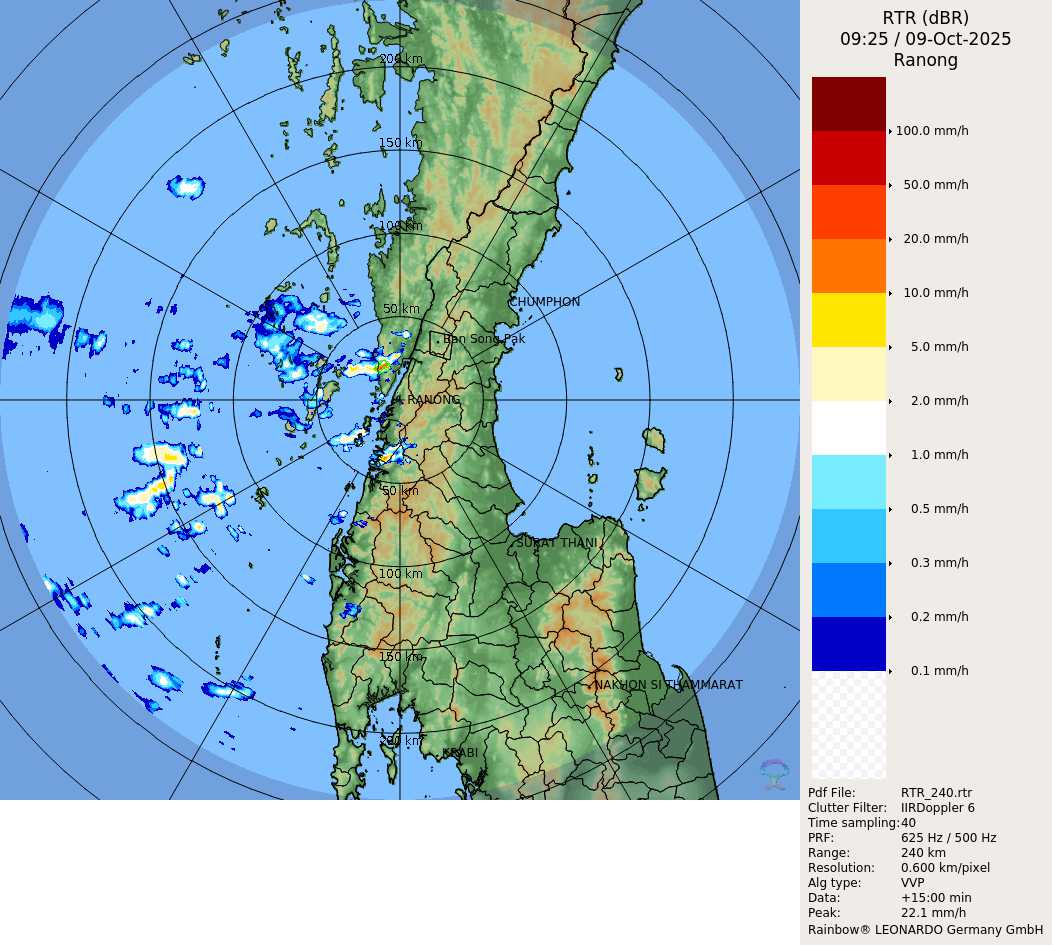 RTR (dBR)
09:25 / 09-Oct-2025
Ranong
100.0 mm/h
50.0 mm/h
20.0 mm/h
10.0 mm/h
5.0 mm/h
2.0 mm/h
1.0 mm/h
0.5 mm/h
0.3 mm/h
0.2 mm/h
0.1 mm/h
200 km
150 km
100 km
50 km
CHUMPHON
Ban Song Pak
RANONG
50 km
SURAT THANI
100 km
150 km
NAKHON SI THAMMARAT
200 km
KRABI
Pdf File: RTR_240.rtr
Clutter Filter: IIRDoppler 6
Time sampling: 40
PRF: 625 Hz / 500 Hz
Range: 240 km
Resolution: 0.600 km/pixel
Alg type: VVP
Data: +15:00 min
Peak: 22.1 mm/h
Rainbow® LEONARDO Germany GmbH